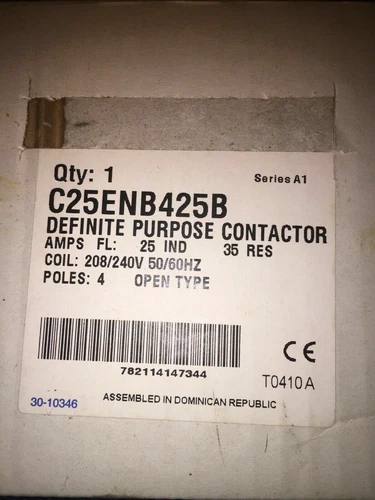 Qty: 1 Series A1
C25ENB425B
DEFINITE PURPOSE CONTACTOR
AMPS FL: 25 IND 35 RES
COIL: 208/240V 50/60HZ
POLES: 4 OPEN TYPE
CE
782114147344
T0410A
30-10346 ASSEMBLED IN DOMINICAN REPUBLIC